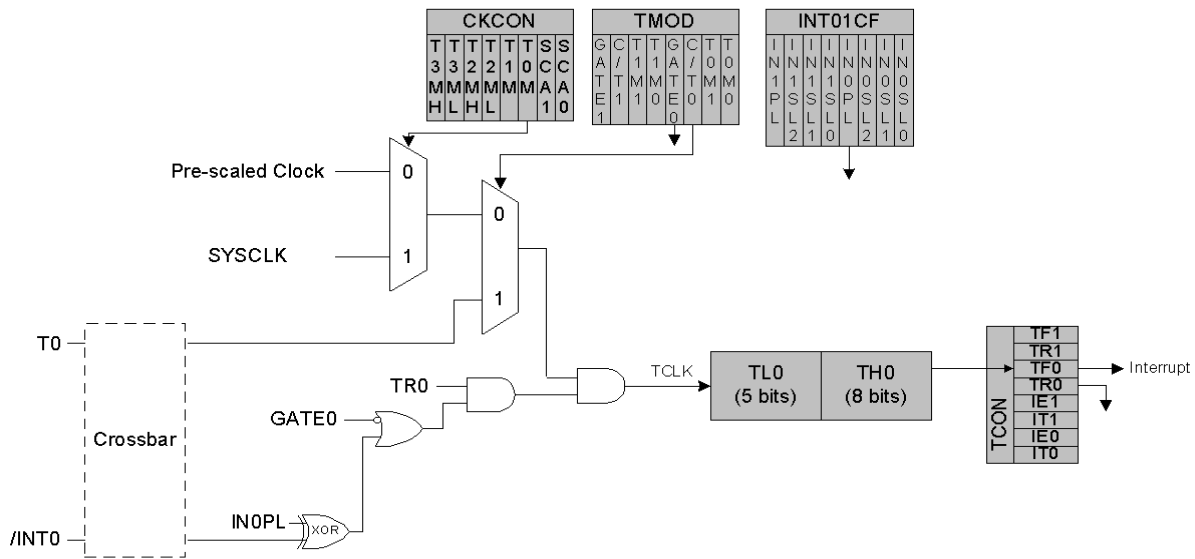 CKCON
TMOD
INT01CF
T3MH
T3ML
T2MH
T2ML
T1M
T0M
SCA1
SCA0
GATE1
C/T1
T1M1
T1M0
GATE0
C/T0
T0M1
T0M0
IN1PL
IN1SL2
IN1SL1
IN1SL0
IN0PL
IN0SL2
IN0SL1
IN0SL0
Pre-scaled Clock
0
SYSCLK
1
0
1
T0
Crossbar
/INT0
TR0
GATE0
IN0PL
XOR
TCLK
TL0
(5 bits)
TH0
(8 bits)
TCON
TF1
TR1
TF0
TR0
IE1
IT1
IE0
IT0
Interrupt